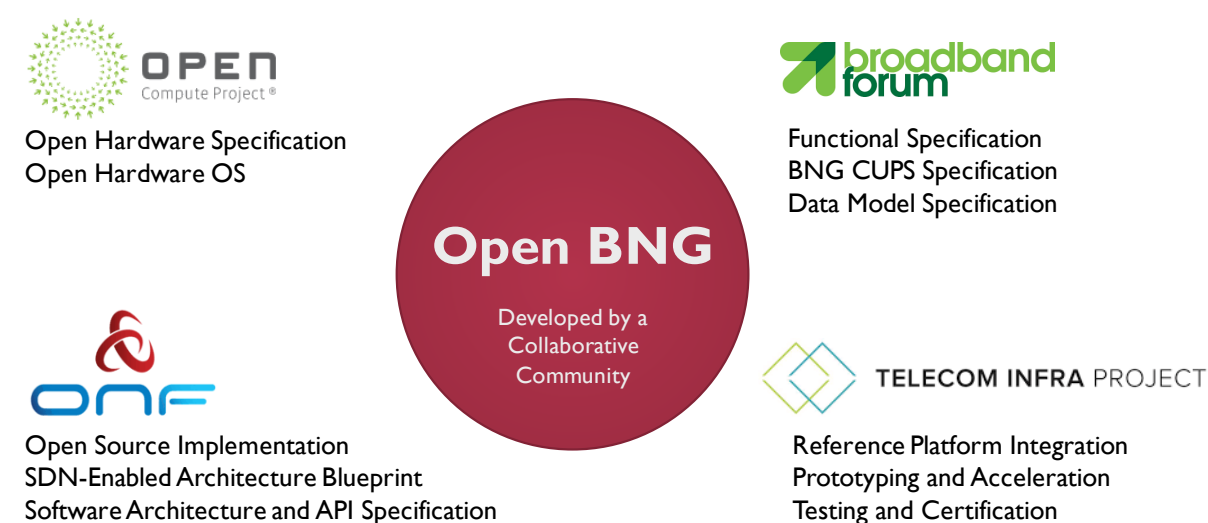 OPEN
Compute Project ®
Open Hardware Specification
Open Hardware OS
broadband
forum
Functional Specification
BNG CUPS Specification
Data Model Specification
Open BNG
Developed by a
Collaborative
Community
ONF
Open Source Implementation
SDN-Enabled Architecture Blueprint
Software Architecture and API Specification
TELECOM INFRA PROJECT
Reference Platform Integration
Prototyping and Acceleration
Testing and Certification